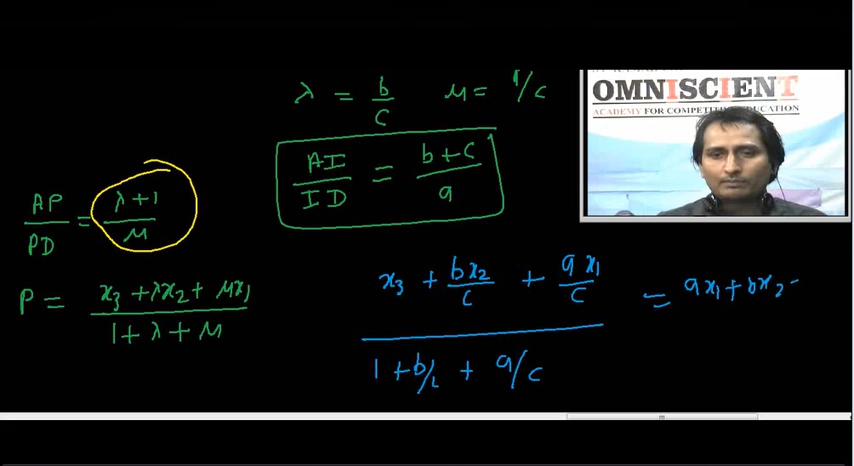 λ = b/c   μ = a/c
OMNISCIENT
ACADEMY FOR COMPETITIVE EDUCATION
AI/ID = (b+c)/a
AP/PD = (λ+1)/μ
P = (x₃ + λx₂ + μx₁)/(1 + λ + μ)
(x₃ + bx₂/c + ax₁/c)/(1 + b/c + a/c) = ax₁ + bx₂ -